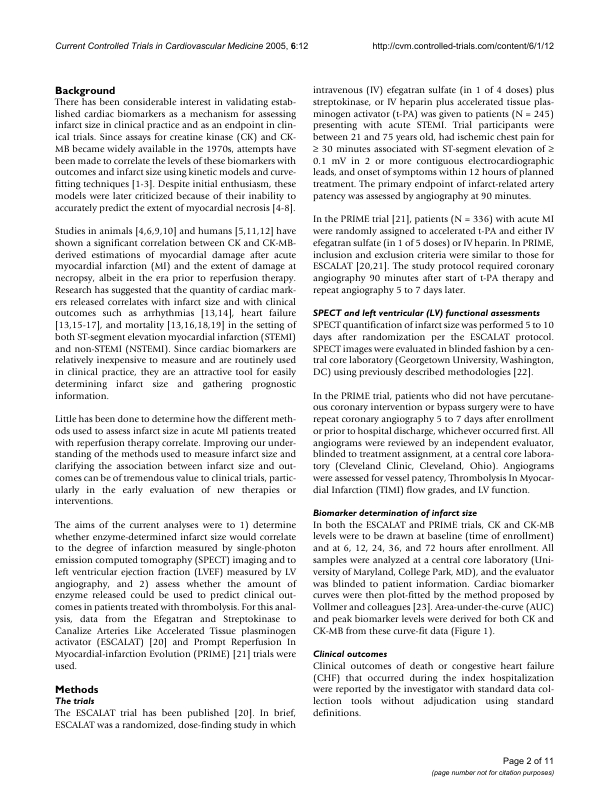 Current Controlled Trials in Cardiovascular Medicine 2005, 6:12
http://cvm.controlled-trials.com/content/6/1/12
Background
There has been considerable interest in validating estab-
lished cardiac biomarkers as a mechanism for assessing
infarct size in clinical practice and as an endpoint in clin-
ical trials. Since assays for creatine kinase (CK) and CK-
MB became widely available in the 1970s, attempts have
been made to correlate the levels of these biomarkers with
outcomes and infarct size using kinetic models and curve-
fitting techniques [1-3]. Despite initial enthusiasm, these
models were later criticized because of their inability to
accurately predict the extent of myocardial necrosis [4-8].
Studies in animals [4,6,9,10] and humans [5,11,12] have
shown a significant correlation between CK and CK-MB-
derived estimations of myocardial damage after acute
myocardial infarction (MI) and the extent of damage at
necropsy, albeit in the era prior to reperfusion therapy.
Research has suggested that the quantity of cardiac mark-
ers released correlates with infarct size and with clinical
outcomes such as arrhythmias [13,14], heart failure
[13,15-17], and mortality [13,16,18,19] in the setting of
both ST-segment elevation myocardial infarction (STEMI)
and non-STEMI (NSTEMI). Since cardiac biomarkers are
relatively inexpensive to measure and are routinely used
in clinical practice, they are an attractive tool for easily
determining infarct size and gathering prognostic
information.
Little has been done to determine how the different meth-
ods used to assess infarct size in acute MI patients treated
with reperfusion therapy correlate. Improving our under-
standing of the methods used to measure infarct size and
clarifying the association between infarct size and out-
comes can be of tremendous value to clinical trials, partic-
ularly in the early evaluation of new therapies or
interventions.
The aims of the current analyses were to 1) determine
whether enzyme-determined infarct size would correlate
to the degree of infarction measured by single-photon
emission computed tomography (SPECT) imaging and to
left ventricular ejection fraction (LVEF) measured by LV
angiography, and 2) assess whether the amount of
enzyme released could be used to predict clinical out-
comes in patients treated with thrombolysis. For this anal-
ysis, data from the Efegatran and Streptokinase to
Canalize Arteries Like Accelerated Tissue plasminogen
activator (ESCALAT) [20] and Prompt Reperfusion In
Myocardial-infarction Evolution (PRIME) [21] trials were
used.
Methods
The trials
The ESCALAT trial has been published [20]. In brief,
ESCALAT was a randomized, dose-finding study in which
intravenous (IV) efegatran sulfate (in 1 of 4 doses) plus
streptokinase, or IV heparin plus accelerated tissue plas-
minogen activator (t-PA) was given to patients (N = 245)
presenting with acute STEMI. Trial participants were
between 21 and 75 years old, had ischemic chest pain for
≥ 30 minutes associated with ST-segment elevation of ≥
0.1 mV in 2 or more contiguous electrocardiographic
leads, and onset of symptoms within 12 hours of planned
treatment. The primary endpoint of infarct-related artery
patency was assessed by angiography at 90 minutes.
In the PRIME trial [21], patients (N = 336) with acute MI
were randomly assigned to accelerated t-PA and either IV
efegatran sulfate (in 1 of 5 doses) or IV heparin. In PRIME,
inclusion and exclusion criteria were similar to those for
ESCALAT [20,21]. The study protocol required coronary
angiography 90 minutes after start of t-PA therapy and
repeat angiography 5 to 7 days later.
SPECT and left ventricular (LV) functional assessments
SPECT quantification of infarct size was performed 5 to 10
days after randomization per the ESCALAT protocol.
SPECT images were evaluated in blinded fashion by a cen-
tral core laboratory (Georgetown University, Washington,
DC) using previously described methodologies [22].
In the PRIME trial, patients who did not have percutane-
ous coronary intervention or bypass surgery were to have
repeat coronary angiography 5 to 7 days after enrollment
or prior to hospital discharge, whichever occurred first. All
angiograms were reviewed by an independent evaluator,
blinded to treatment assignment, at a central core labora-
tory (Cleveland Clinic, Cleveland, Ohio). Angiograms
were assessed for vessel patency, Thrombolysis In Myocar-
dial Infarction (TIMI) flow grades, and LV function.
Biomarker determination of infarct size
In both the ESCALAT and PRIME trials, CK and CK-MB
levels were to be drawn at baseline (time of enrollment)
and at 6, 12, 24, 36, and 72 hours after enrollment. All
samples were analyzed at a central core laboratory (Uni-
versity of Maryland, College Park, MD), and the evaluator
was blinded to patient information. Cardiac biomarker
curves were then plot-fitted by the method proposed by
Vollmer and colleagues [23]. Area-under-the-curve (AUC)
and peak biomarker levels were derived for both CK and
CK-MB from these curve-fit data (Figure 1).
Clinical outcomes
Clinical outcomes of death or congestive heart failure
(CHF) that occurred during the index hospitalization
were reported by the investigator with standard data col-
lection tools without adjudication using standard
definitions.
Page 2 of 11
(page number not for citation purposes)